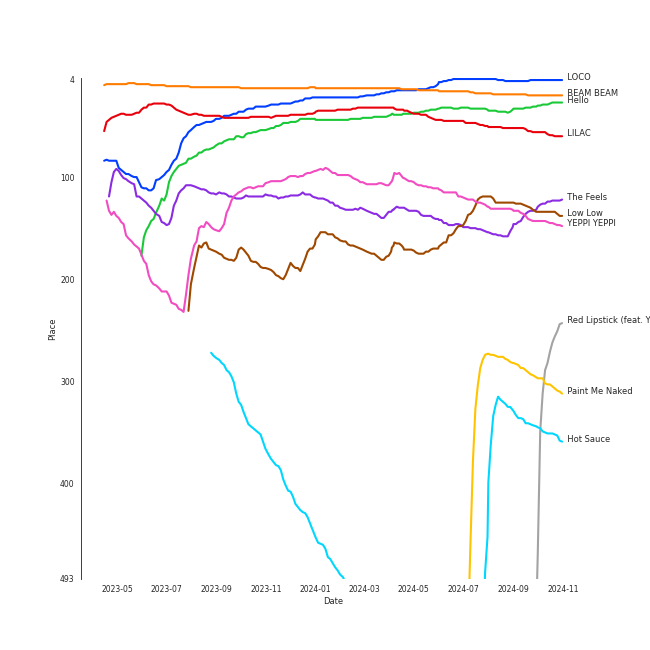 4
LOCO
BEAM BEAM
Hello
LILAC
100
The Feels
Low Low
YEPPI YEPPI
200
Red Lipstick (feat. Y
Place
300
Paint Me Naked
Hot Sauce
400
493
2023-05 2023-07 2023-09 2023-11 2024-01 2024-03 2024-05 2024-07 2024-09 2024-11
Date